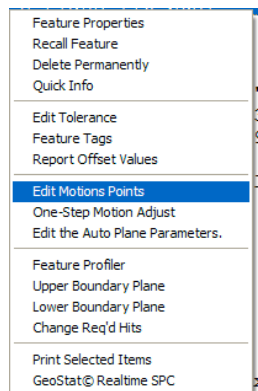 Feature Properties
Recall Feature
Delete Permanently
Quick Info
Edit Tolerance
Feature Tags
Report Offset Values
Edit Motions Points
One-Step Motion Adjust
Edit the Auto Plane Parameters.
Feature Profiler
Upper Boundary Plane
Lower Boundary Plane
Change Req'd Hits
Print Selected Items
GeoStat© Realtime SPC